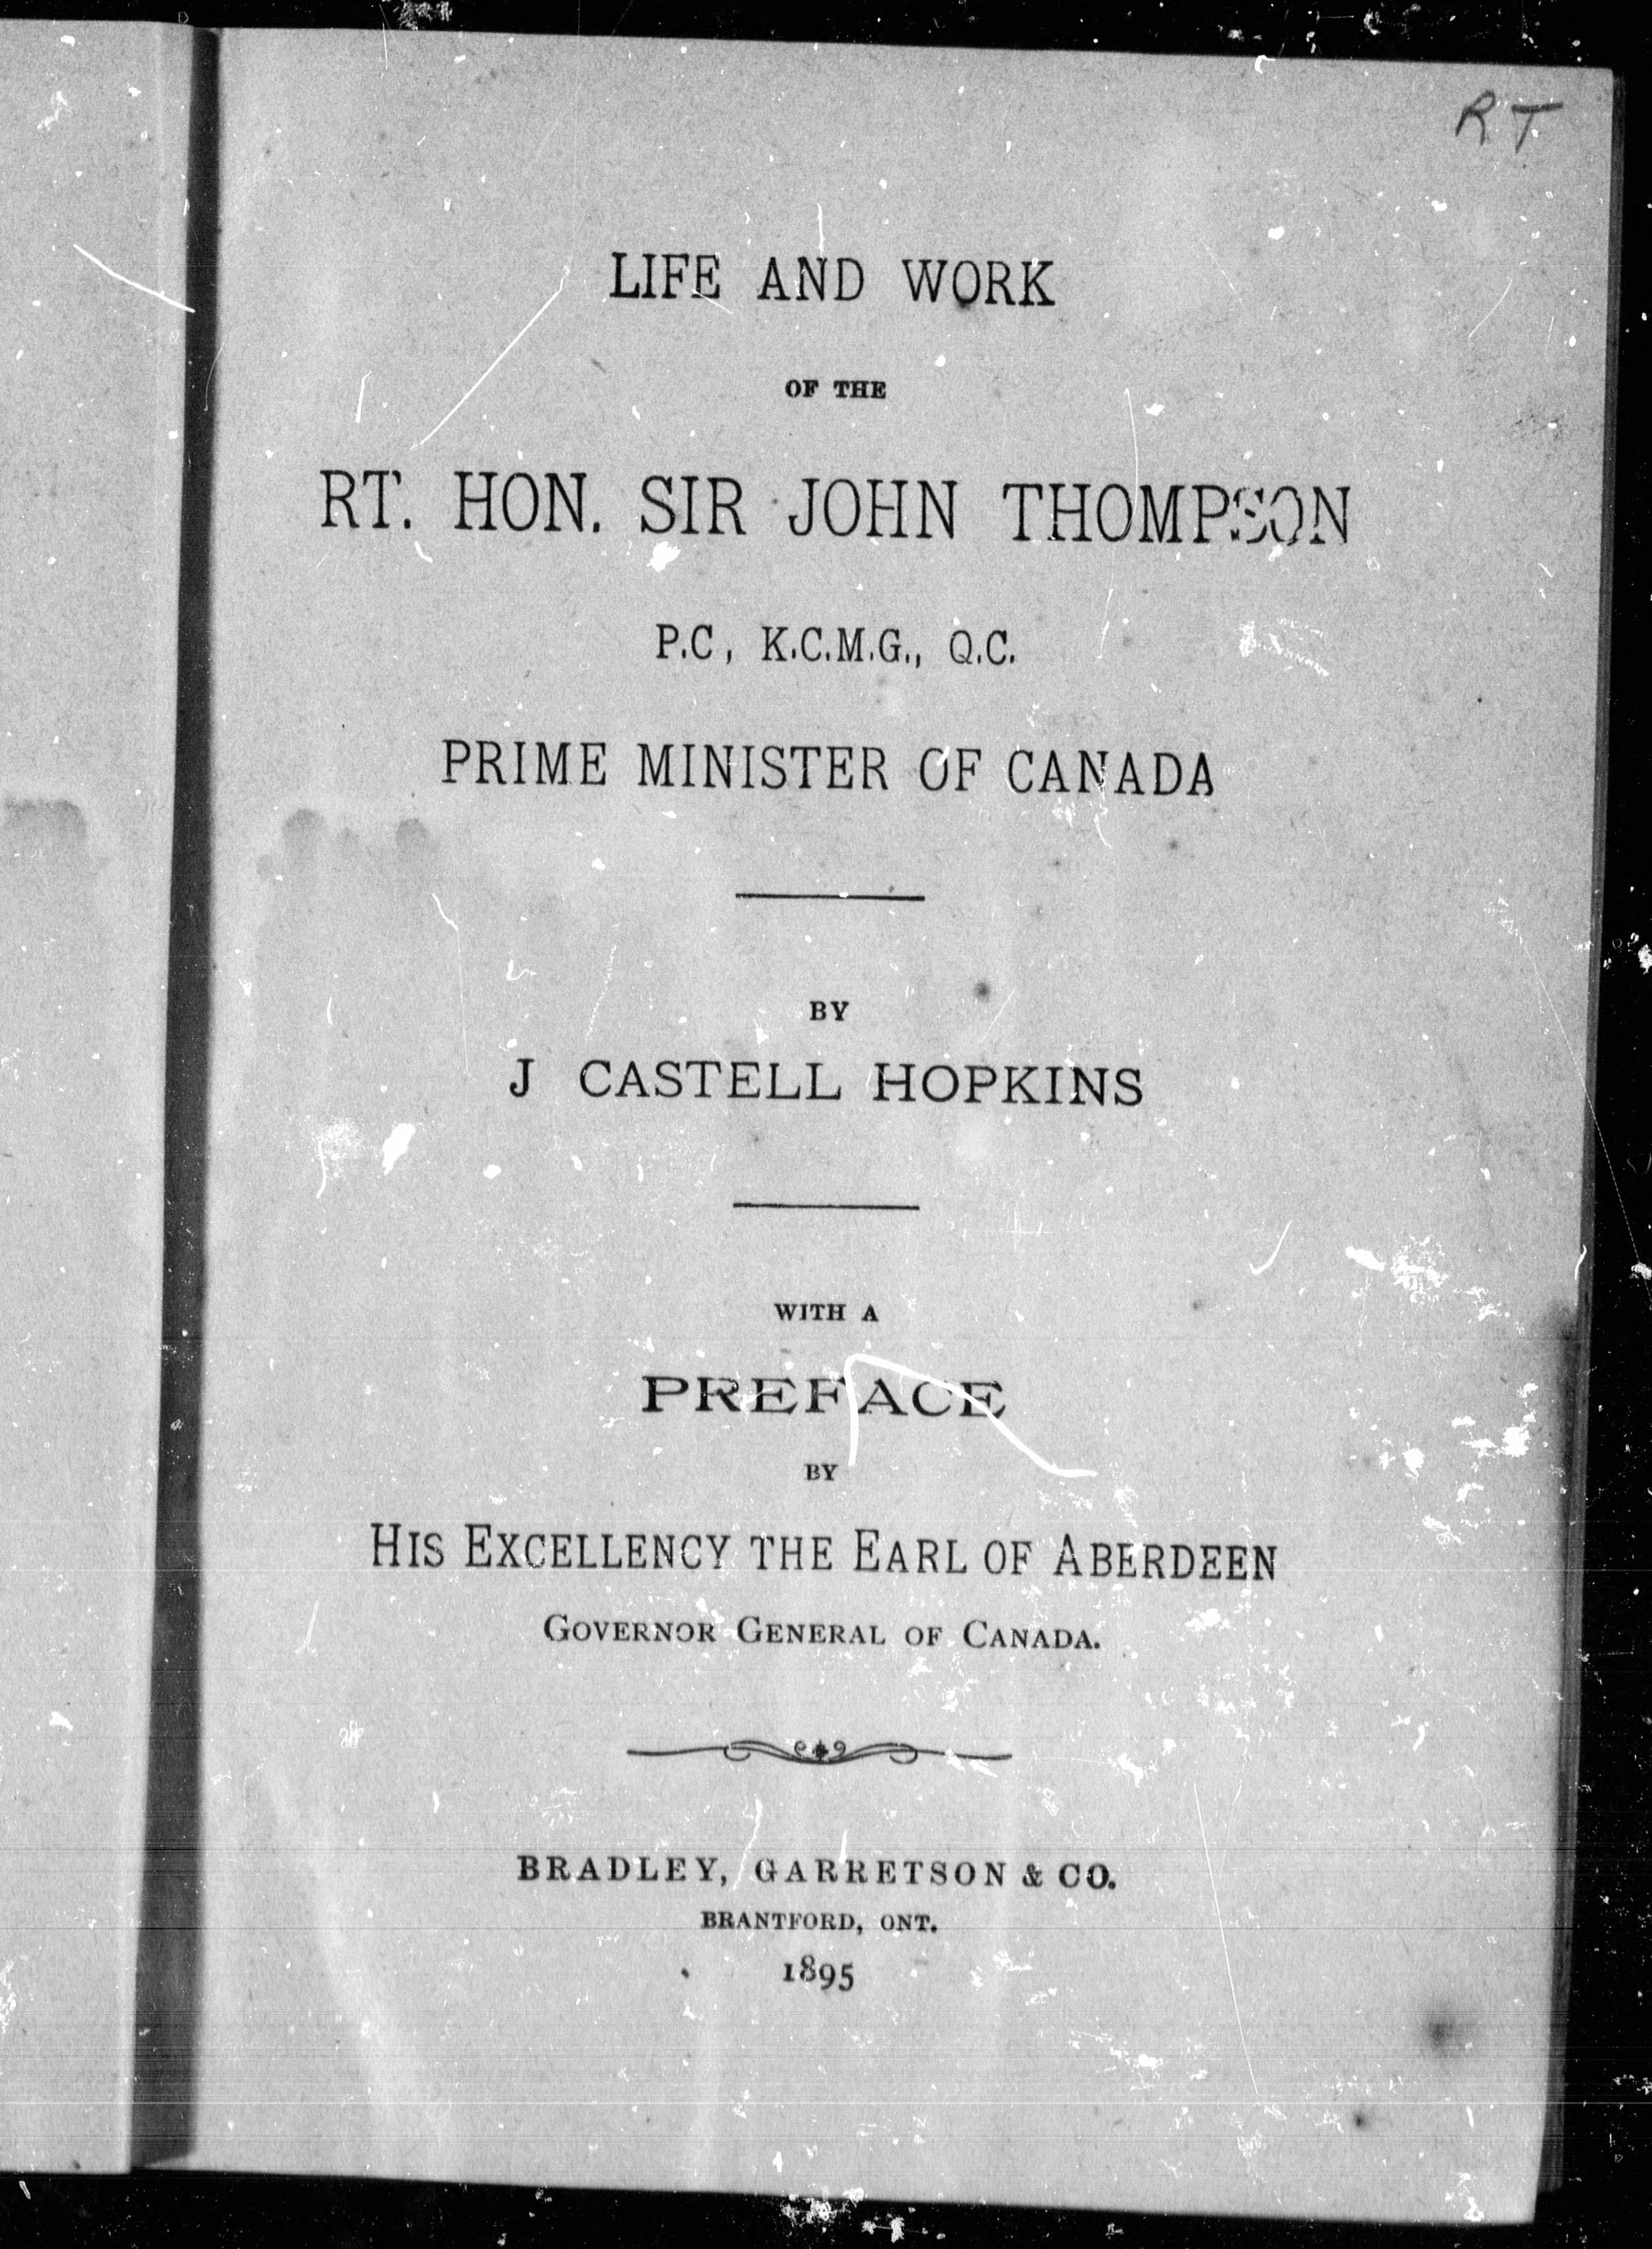 RT
LIFE AND WORK
OF THE
RT. HON. SIR JOHN THOMPSON
P.C, K.C.M.G., Q.C.
PRIME MINISTER OF CANADA
BY
J CASTELL HOPKINS
WITH A
PREFACE
BY
HIS EXCELLENCY THE EARL OF ABERDEEN
GOVERNOR GENERAL OF CANADA.
BRADLEY, GARRETSON & CO.
BRANTFORD, ONT.
1895